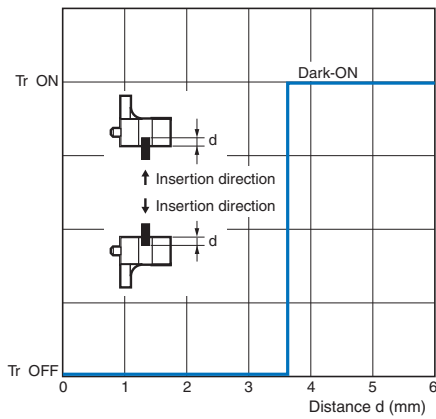 Tr ON
Dark-ON
d
Insertion direction
Insertion direction
d
Tr OFF
0 1 2 3 4 5 6
Distance d (mm)